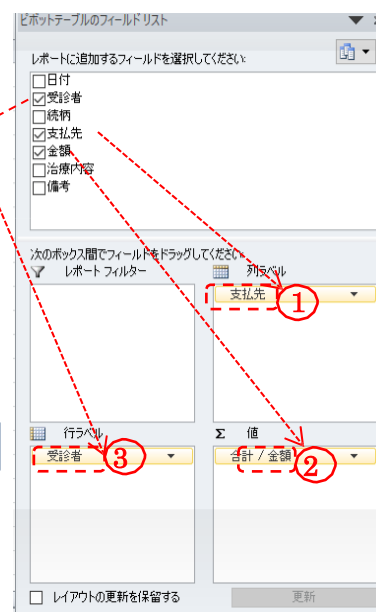 ピボットテーブルのフィールド リスト
レポートに追加するフィールドを選択してください:
日付
受診者
続柄
支払先
金額
治療内容
備考
次のボックス間でフィールドをドラッグしてください:
レポート フィルター
列ラベル
支払先
①
行ラベル
Σ 値
受診者
③
合計 / 金額
②
レイアウトの更新を保留する
更新